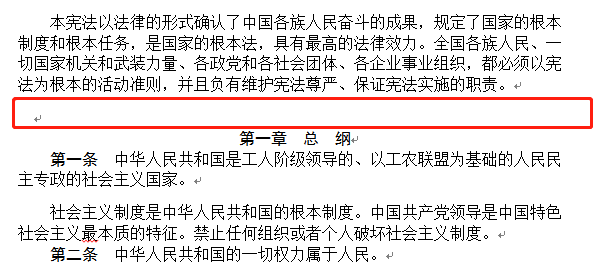 本宪法以法律的形式确认了中国各族人民奋斗的成果，规定了国家的根本
制度和根本任务，是国家的根本法，具有最高的法律效力。全国各族人民、一
切国家机关和武装力量、各政党和各社会团体、各企业事业组织，都必须以宪
法为根本的活动准则，并且负有维护宪法尊严、保证宪法实施的职责。
第一章　总　纲
第一条　中华人民共和国是工人阶级领导的、以工农联盟为基础的人民民
主专政的社会主义国家。
社会主义制度是中华人民共和国的根本制度。中国共产党领导是中国特色
社会主义最本质的特征。禁止任何组织或者个人破坏社会主义制度。
第二条　中华人民共和国的一切权力属于人民。